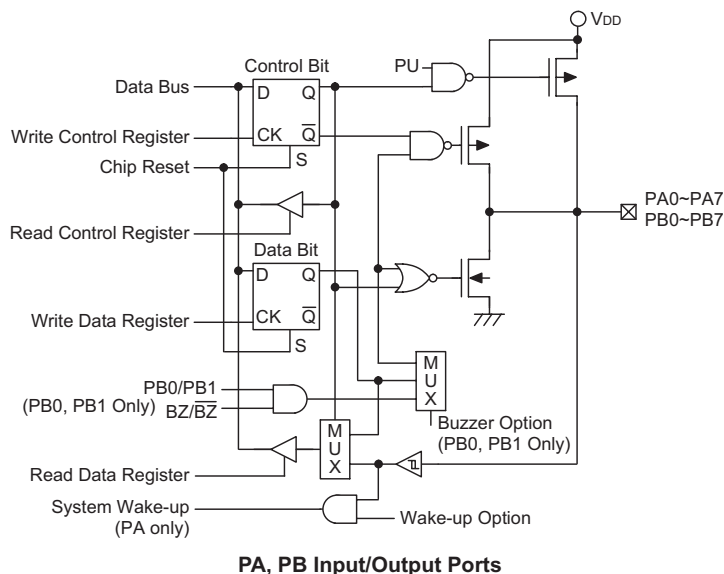 VDD
Control Bit
PU
Data Bus
D
Q
Write Control Register
CK
Q
S
Chip Reset
PA0~PA7
PB0~PB7
Read Control Register
Data Bit
D
Q
Write Data Register
CK
Q
S
M
U
X
PB0/PB1
(PB0, PB1 Only)
BZ/BZ
Buzzer Option
(PB0, PB1 Only)
M
U
X
Read Data Register
System Wake-up
(PA only)
Wake-up Option
PA, PB Input/Output Ports